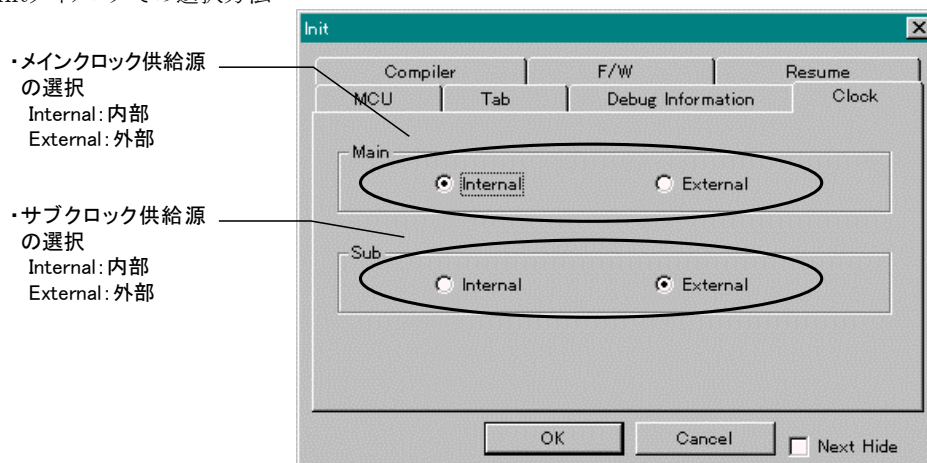 ・メインクロック供給源
の選択
Internal：内部
External：外部
・サブクロック供給源
の選択
Internal：内部
External：外部
Init
Compiler F/W Resume
MCU Tab Debug Information Clock
Main
Internal External
Sub
Internal External
OK Cancel Next Hide